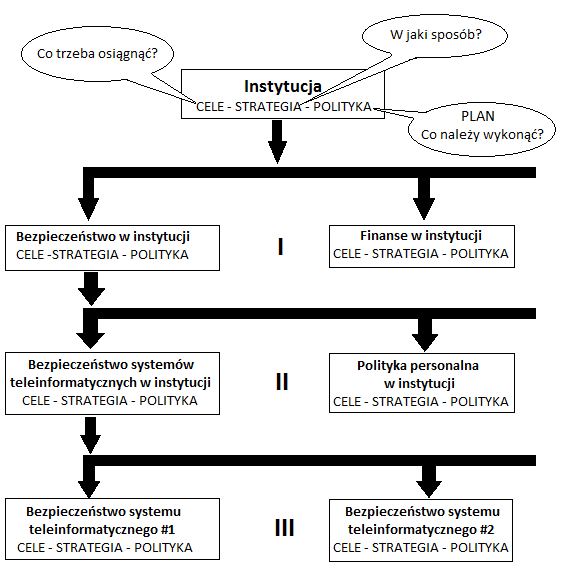 Co trzeba osiągnąć?
W jaki sposób?
Instytucja
CELE - STRATEGIA - POLITYKA
PLAN
Co należy wykonąć?
Bezpieczeństwo w instytucji
CELE -STRATEGIA - POLITYKA
I
Finanse w instytucji
CELE - STRATEGIA - POLITYKA
Bezpieczeństwo systemów
teleinformatycznych w instytucji
CELE - STRATEGIA - POLITYKA
II
Polityka personalna
w instytucji
CELE - STRATEGIA - POLITYKA
Bezpieczeństwo systemu
teleinformatycznego #1
CELE - STRATEGIA - POLITYKA
III
Bezpieczeństwo systemu
teleinformatycznego #2
CELE - STRATEGIA - POLITYKA